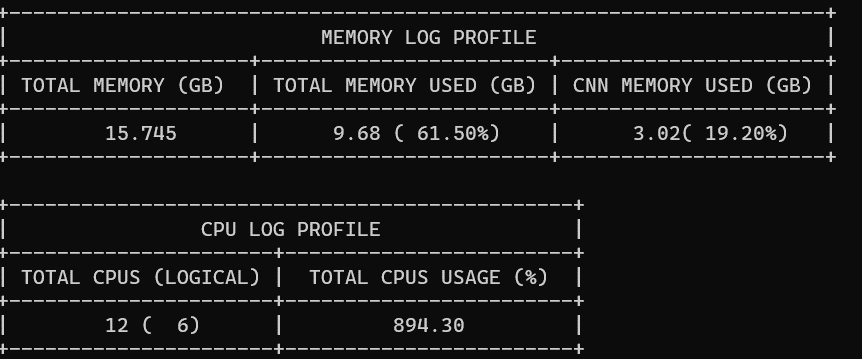 MEMORY LOG PROFILE
TOTAL MEMORY (GB) | TOTAL MEMORY USED (GB) | CNN MEMORY USED (GB)
15.745 | 9.68 ( 61.50%) | 3.02( 19.20%)
CPU LOG PROFILE
TOTAL CPUS (LOGICAL) | TOTAL CPUS USAGE (%)
12 (  6) | 894.30